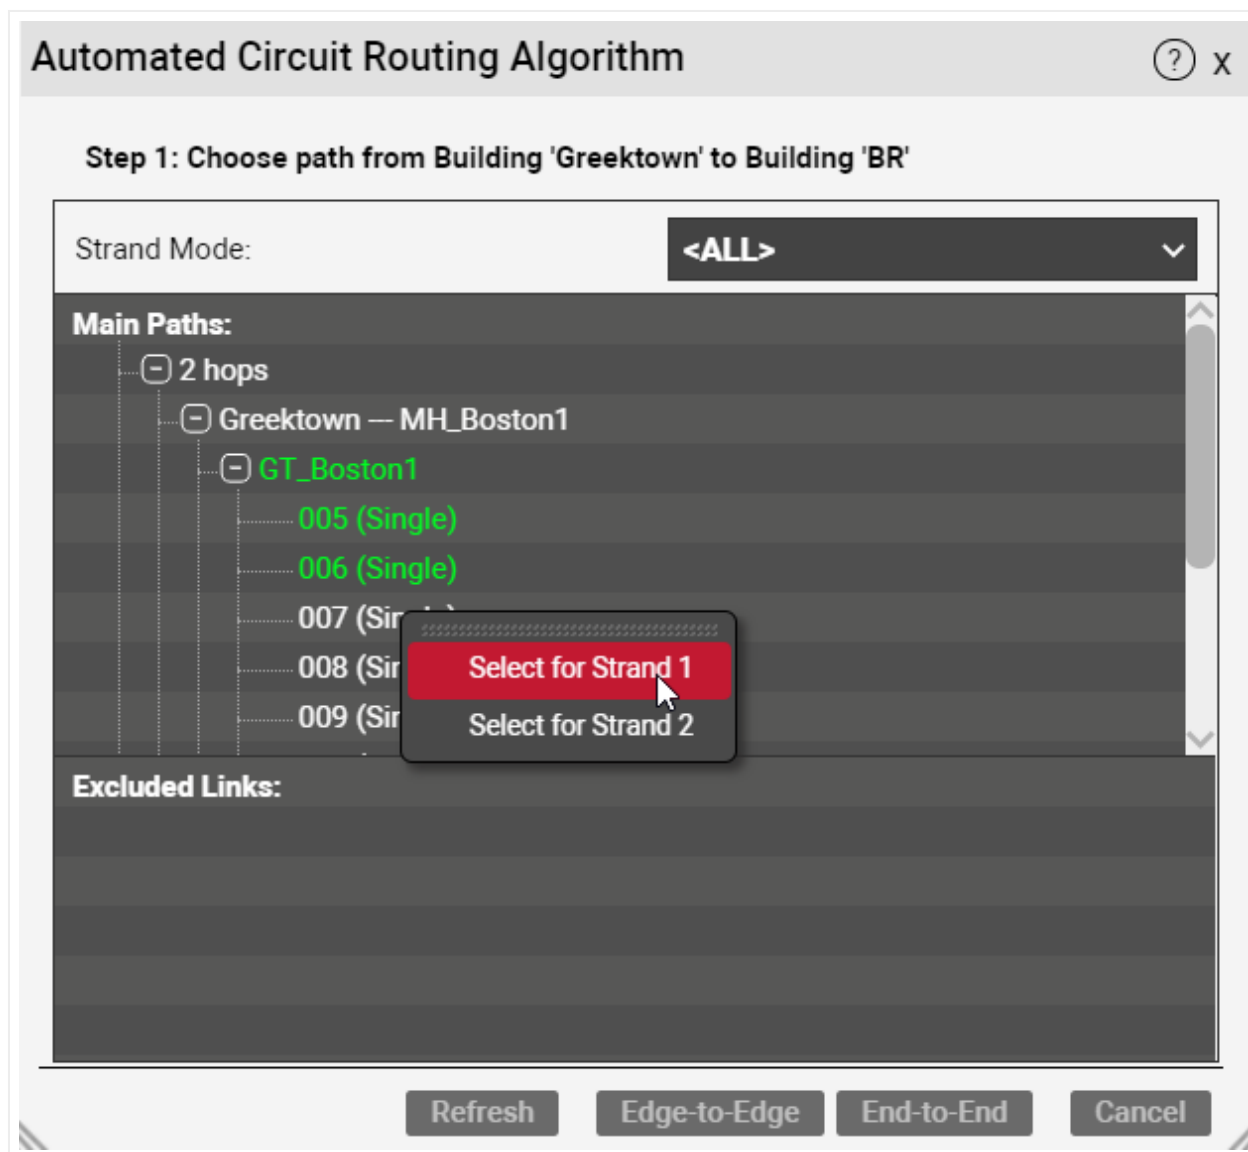 Automated Circuit Routing Algorithm ? x
Step 1: Choose path from Building 'Greektown' to Building 'BR'
Strand Mode: <ALL>
Main Paths:
2 hops
Greektown --- MH_Boston1
GT_Boston1
005 (Single)
006 (Single)
007
008
Select for Strand 1
009
Select for Strand 2
Excluded Links:
Refresh Edge-to-Edge End-to-End Cancel